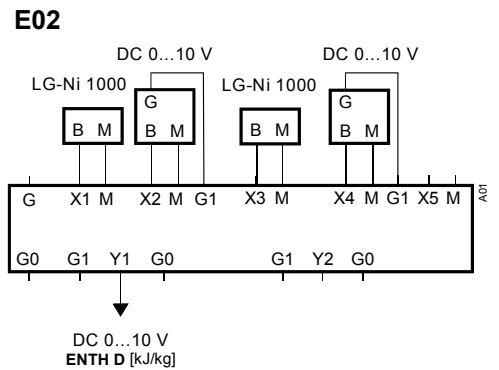 E02
DC 0...10 V DC 0...10 V
LG-Ni 1000 G LG-Ni 1000 G
B M B M B M B M
G X1 M X2 M G1 X3 M X4 M G1 X5 M
A01
G0 G1 Y1 G0 G1 Y2 G0
DC 0...10 V
ENTH D [kJ/kg]